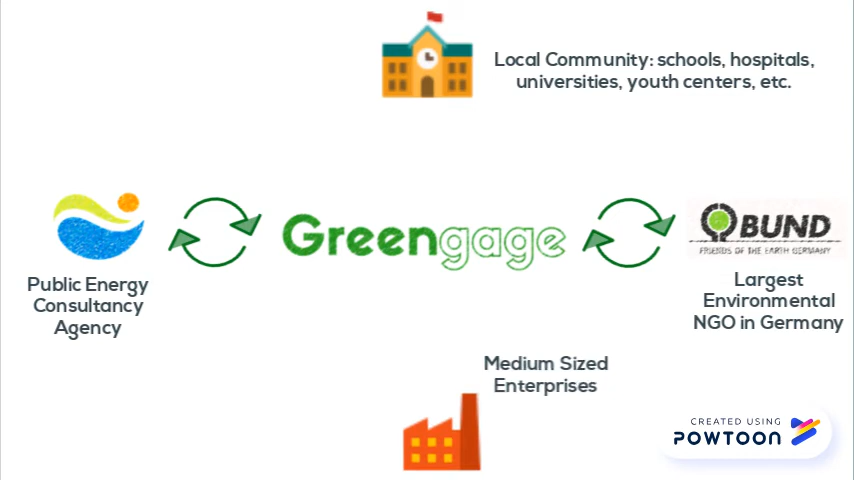 Local Community: schools, hospitals,
universities, youth centers, etc.
Greengage
BUND
FRIENDS OF THE EARTH GERMANY
Public Energy
Consultancy
Agency
Largest
Environmental
NGO in Germany
Medium Sized
Enterprises
CREATED USING
POWTOON